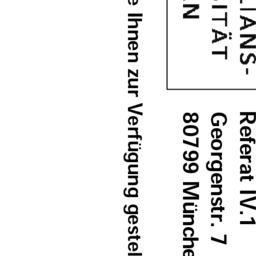 IANS-
ITÄT
N
Referat IV.1
Georgenstr. 7
80799 Münche
e Ihnen zur Verfügung gestel